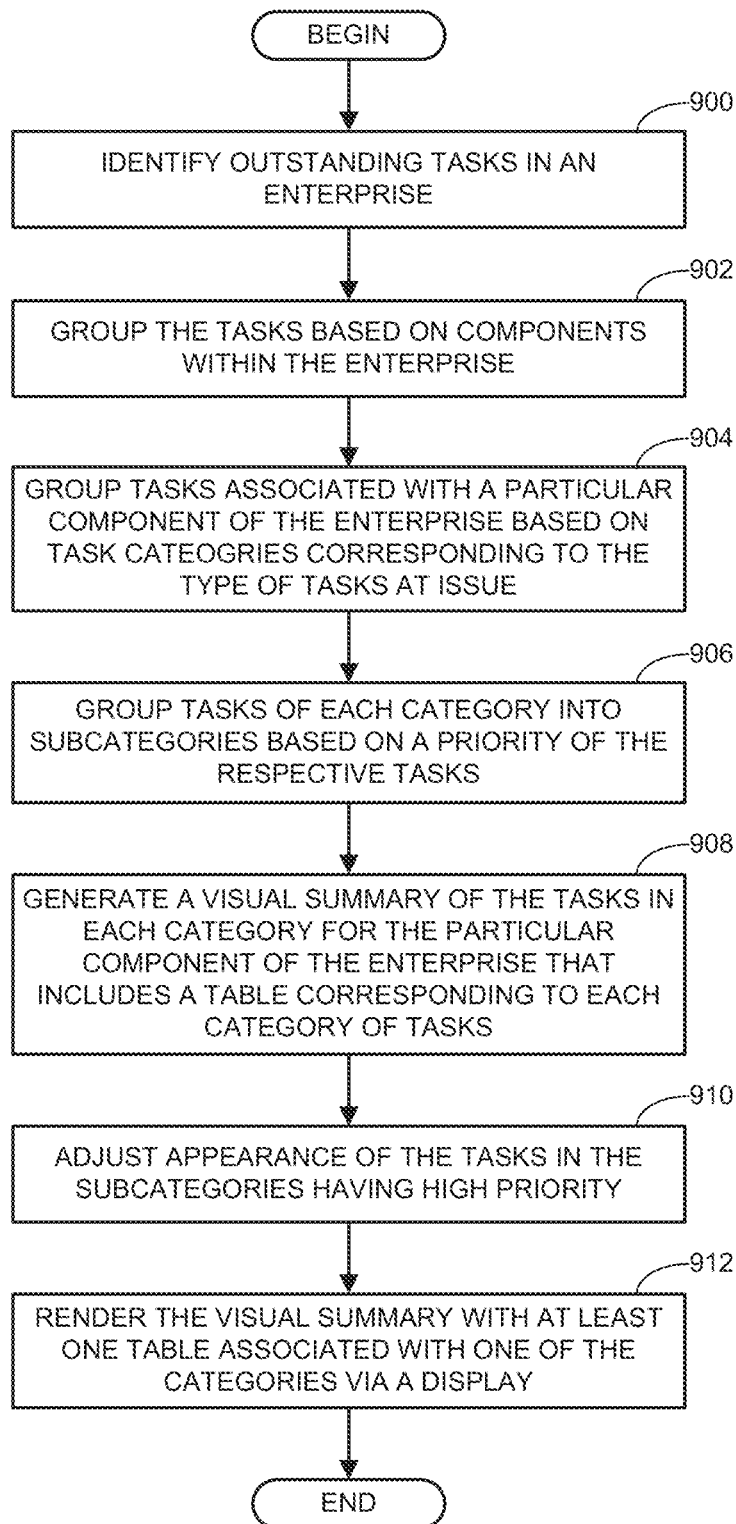 BEGIN
900
IDENTIFY OUTSTANDING TASKS IN AN
ENTERPRISE
902
GROUP THE TASKS BASED ON COMPONENTS
WITHIN THE ENTERPRISE
904
GROUP TASKS ASSOCIATED WITH A PARTICULAR
COMPONENT OF THE ENTERPRISE BASED ON
TASK CATEOGRIES CORRESPONDING TO THE
TYPE OF TASKS AT ISSUE
906
GROUP TASKS OF EACH CATEGORY INTO
SUBCATEGORIES BASED ON A PRIORITY OF THE
RESPECTIVE TASKS
908
GENERATE A VISUAL SUMMARY OF THE TASKS IN
EACH CATEGORY FOR THE PARTICULAR
COMPONENT OF THE ENTERPRISE THAT
INCLUDES A TABLE CORRESPONDING TO EACH
CATEGORY OF TASKS
910
ADJUST APPEARANCE OF THE TASKS IN THE
SUBCATEGORIES HAVING HIGH PRIORITY
912
RENDER THE VISUAL SUMMARY WITH AT LEAST
ONE TABLE ASSOCIATED WITH ONE OF THE
CATEGORIES VIA A DISPLAY
END